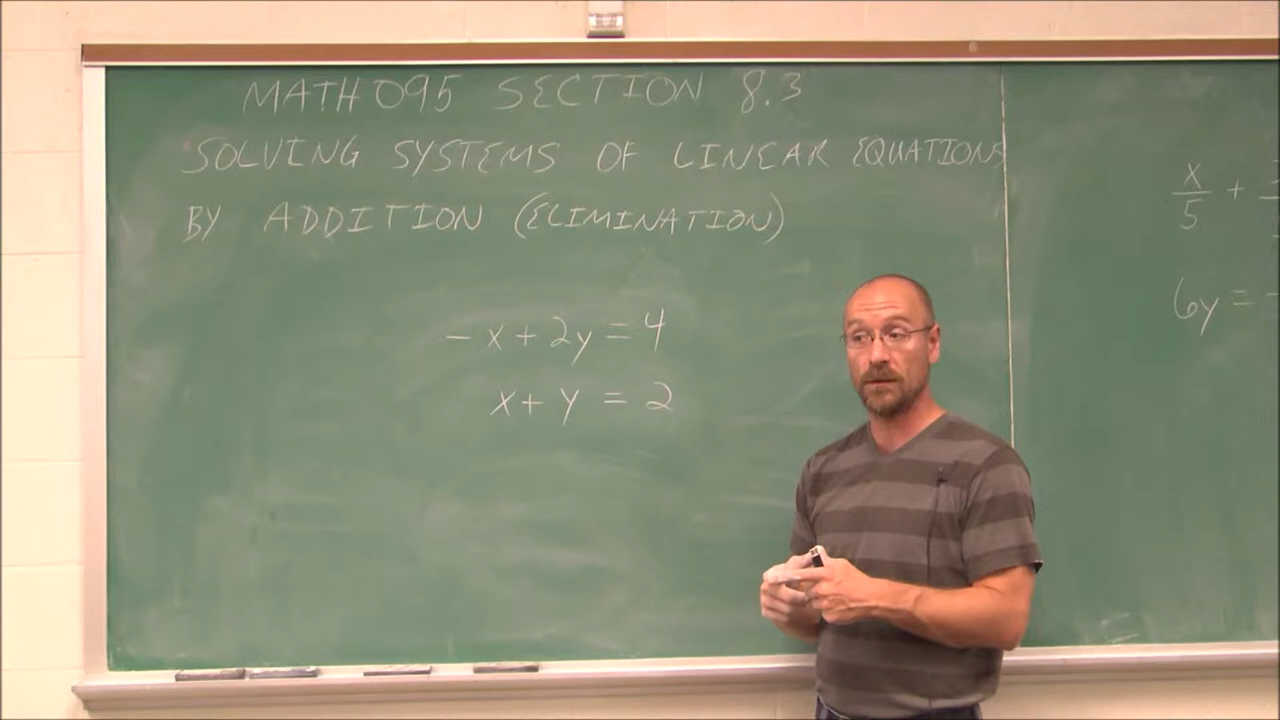 MATH 095 SECTION 8.3
SOLVING SYSTEMS OF LINEAR EQUATIONS
BY ADDITION (ELIMINATION)
- x + 2y = 4
x + y = 2
x/5 +
6y =